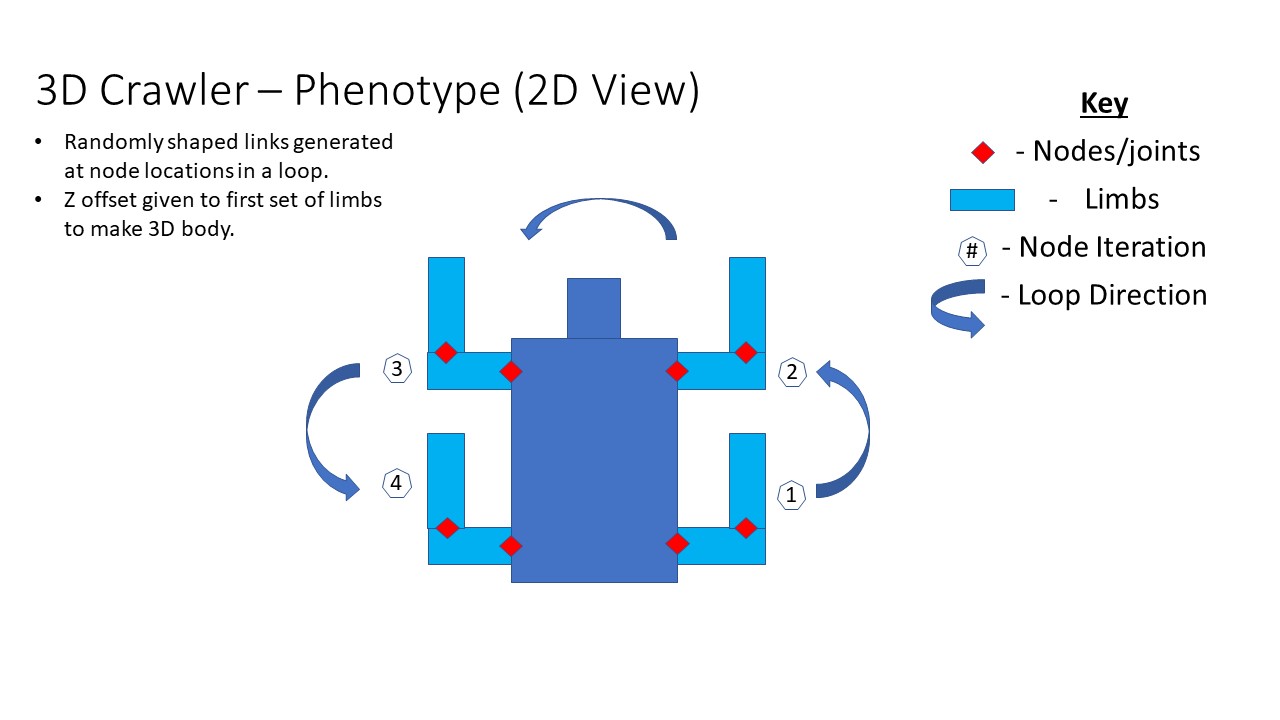 3D Crawler – Phenotype (2D View)
• Randomly shaped links generated
at node locations in a loop.
• Z offset given to first set of limbs
to make 3D body.
Key
- Nodes/joints
- Limbs
# - Node Iteration
- Loop Direction
3
2
4
1